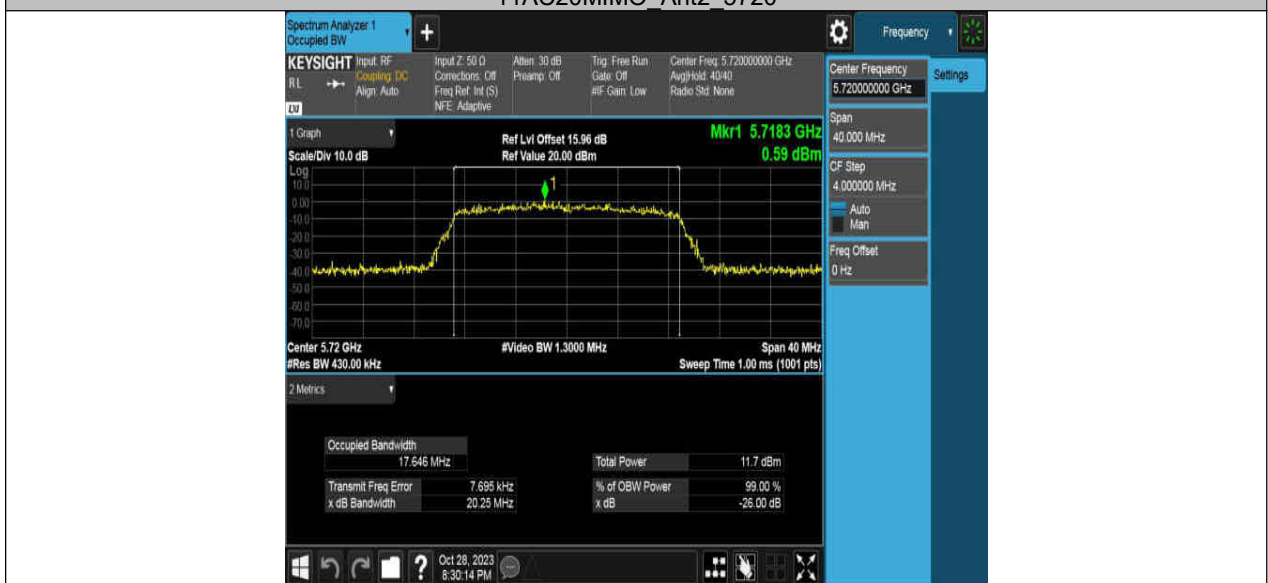 11AC20MIMO_Ant2_5720
Spectrum Analyzer 1
Occupied BW
+
Frequency
KEYSIGHT
RL
LXI
Input: RF
Coupling: DC
Align: Auto
Input Z: 50 Ω
Corrections: Off
Freq Ref: Int (S)
NFE: Adaptive
Atten: 30 dB
Preamp: Off
Trig: Free Run
Gate: Off
#IF Gain: Low
Center Freq: 5.720000000 GHz
Avg|Hold: 40/40
Radio Std: None
Center Frequency
5.720000000 GHz
Settings
Span
40.000 MHz
CF Step
4.000000 MHz
Auto
Man
Freq Offset
0 Hz
1 Graph
Scale/Div 10.0 dB
Ref Lvl Offset 15.96 dB
Ref Value 20.00 dBm
Mkr1 5.7183 GHz
0.59 dBm
Log
10.0
0.00
-10.0
-20.0
-30.0
-40.0
-50.0
-60.0
-70.0
1
Center 5.72 GHz
#Video BW 1.3000 MHz
Span 40 MHz
#Res BW 430.00 kHz
Sweep Time 1.00 ms (1001 pts)
2 Metrics
Occupied Bandwidth
17.646 MHz
Total Power 11.7 dBm
Transmit Freq Error 7.695 kHz
% of OBW Power 99.00 %
x dB Bandwidth 20.25 MHz
x dB -26.00 dB
?
Oct 28, 2023
8:30:14 PM